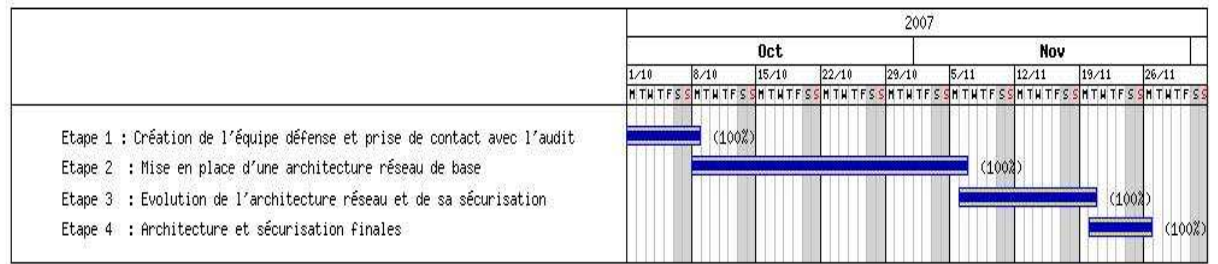 2007
Oct Nov
1/10 8/10 15/10 22/10 29/10 5/11 12/11 19/11 26/11
M T W T F S S M T W T F S S M T W T F S S M T W T F S S M T W T F S S M T W T F S S M T W T F S S M T W T F S S M T W T F S S
Etape 1 : Création de l'équipe défense et prise de contact avec l'audit (100%)
Etape 2 : Mise en place d'une architecture réseau de base (100%)
Etape 3 : Evolution de l'architecture réseau et de sa sécurisation (100%)
Etape 4 : Architecture et sécurisation finales (100%)